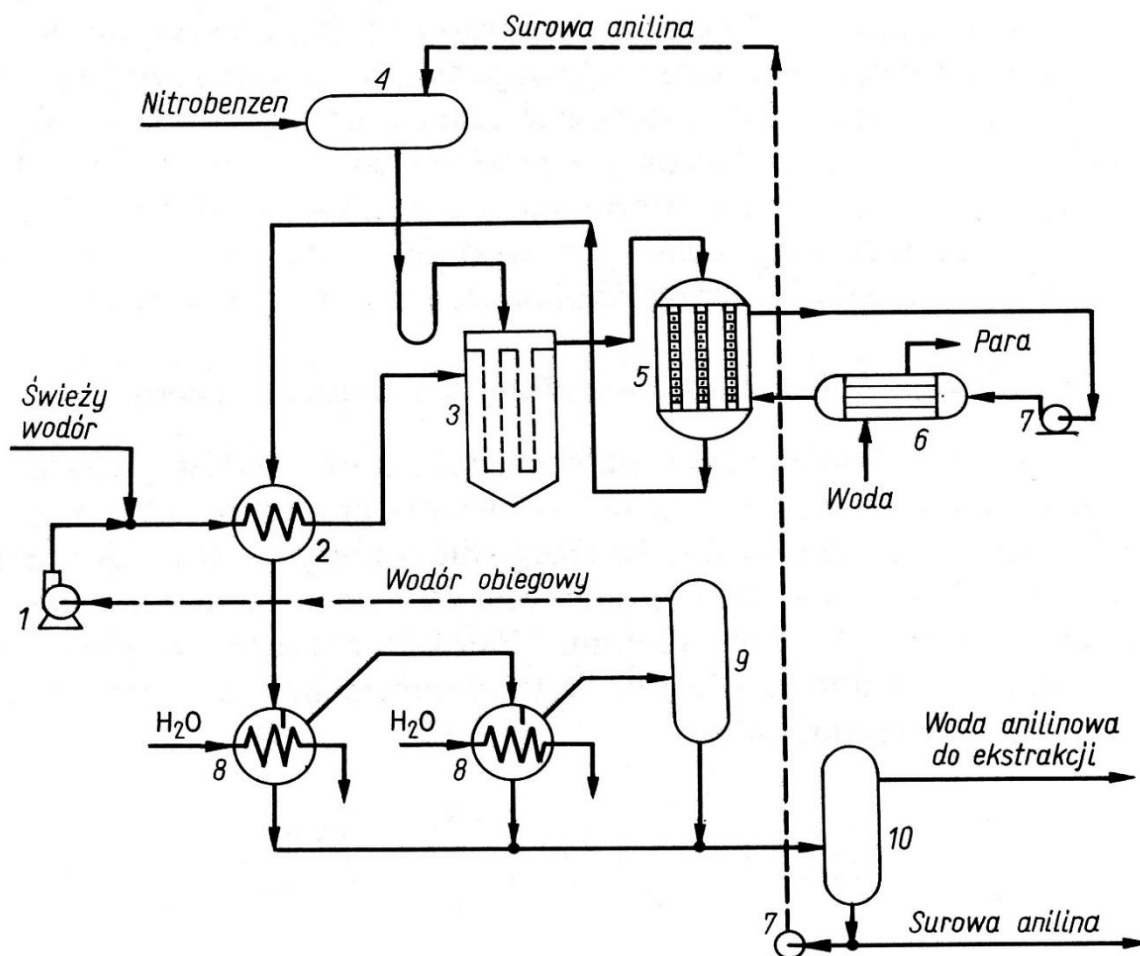 Surowa anilina
4
Nitrobenzen
Świeży
wodór
3
5
Para
7
6
Woda
2
1
Wodór obiegowy
9
H₂O
8
H₂O
8
Woda anilinowa
do ekstrakcji
10
7
Surowa anilina